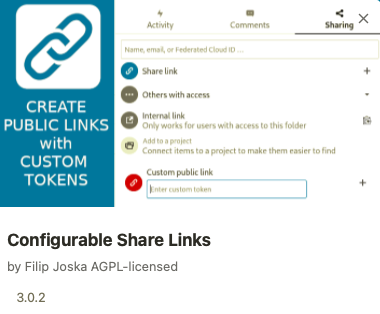 CREATE
PUBLIC LINKS
with
CUSTOM
TOKENS
Activity
Comments
Sharing
Name, email, or Federated Cloud ID ...
Share link
Others with access
Internal link
Only works for users with access to this folder
Add to a project
Connect items to a project to make them easier to find
Custom public link
Enter custom token
Configurable Share Links
by Filip Joska AGPL-licensed
3.0.2